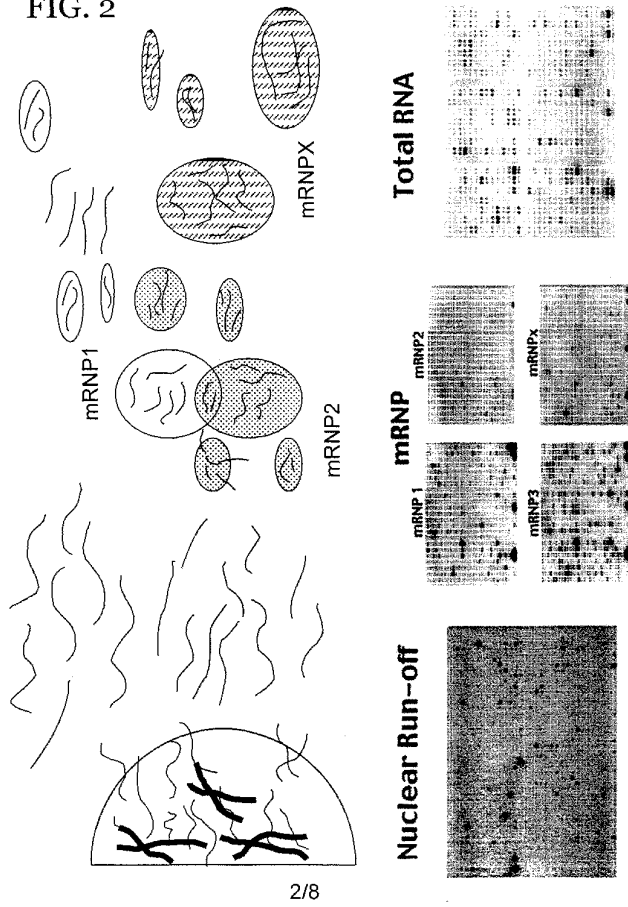 FIG. 2
mRNP1
mRNP2
mRNPX
Nuclear Run-off
mRNP
mRNP 1
mRNP2
mRNP3
mRNPx
Total RNA
2/8